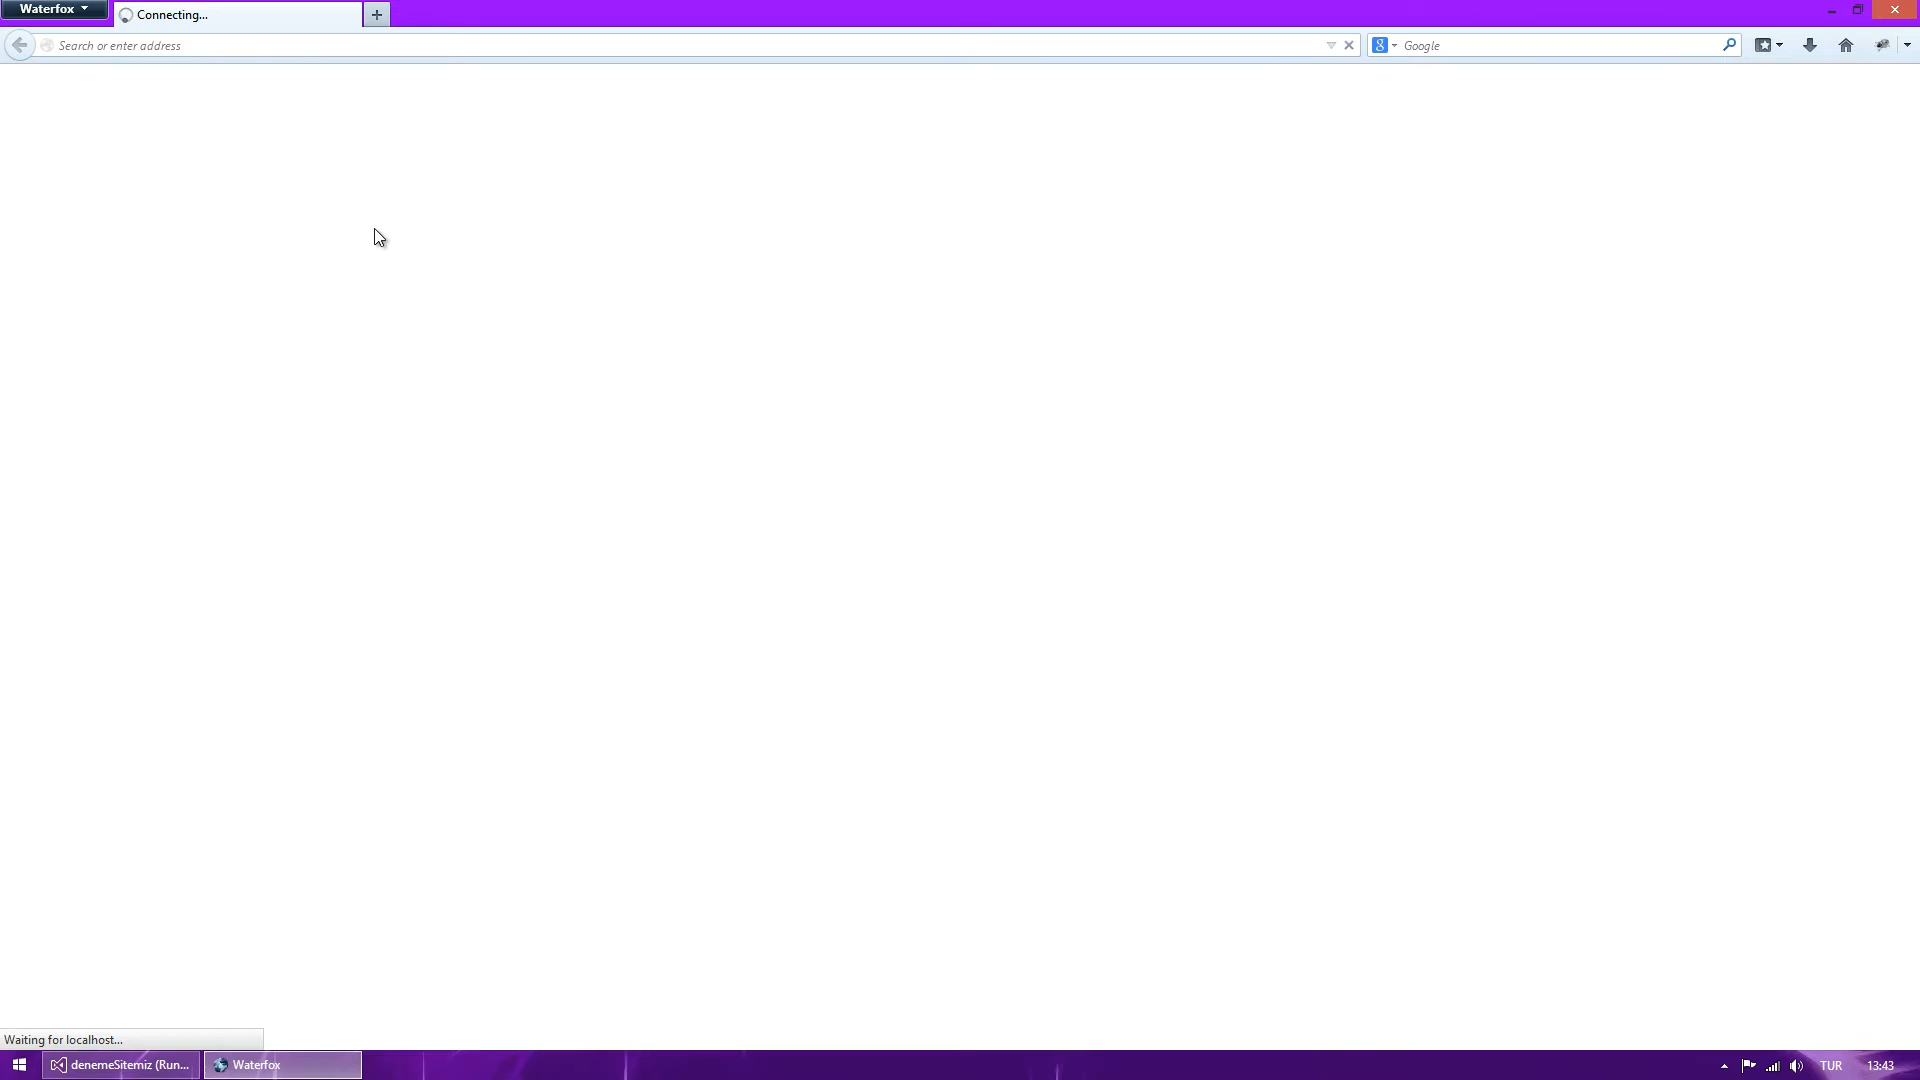 Waterfox
Connecting...
Search or enter address
Google
Waiting for localhost...
denemeSitemiz (Run...
Waterfox
TUR
13:43